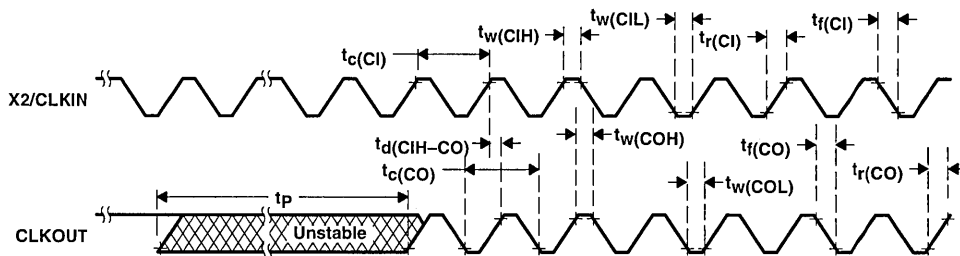 tw(CIH)
tw(CIL)
tr(CI)
tf(CI)
tc(CI)
X2/CLKIN
td(CIH–CO)
tw(COH)
tf(CO)
tc(CO)
tw(COL)
tr(CO)
tP
CLKOUT
Unstable